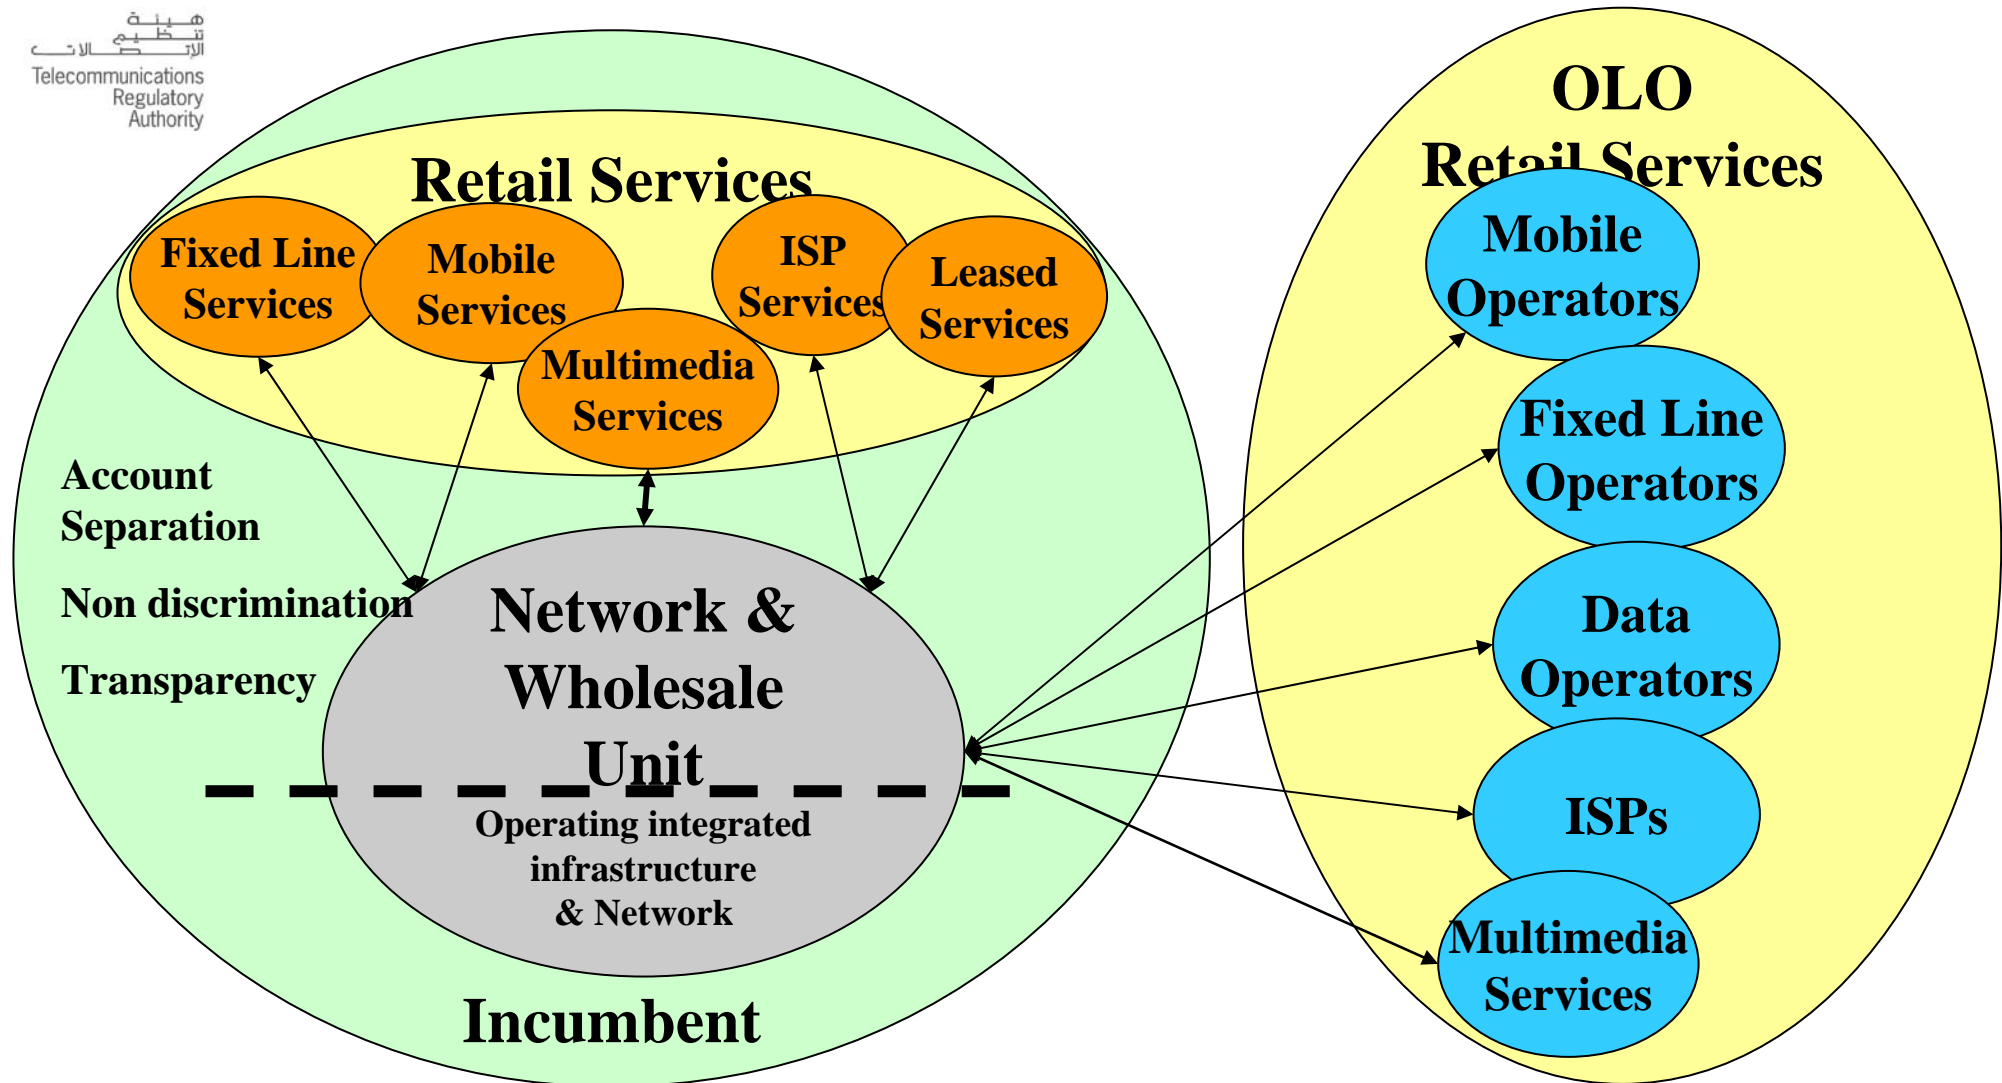 هيئة
تنظيم
الإتصالات
Telecommunications
Regulatory
Authority
Retail Services
Fixed Line
Services
Mobile
Services
Multimedia
Services
ISP
Services
Leased
Services
Account
Separation
Non discrimination
Transparency
Network &
Wholesale
Unit
Operating integrated
infrastructure
& Network
Incumbent
OLO
Retail Services
Mobile
Operators
Fixed Line
Operators
Data
Operators
ISPs
Multimedia
Services